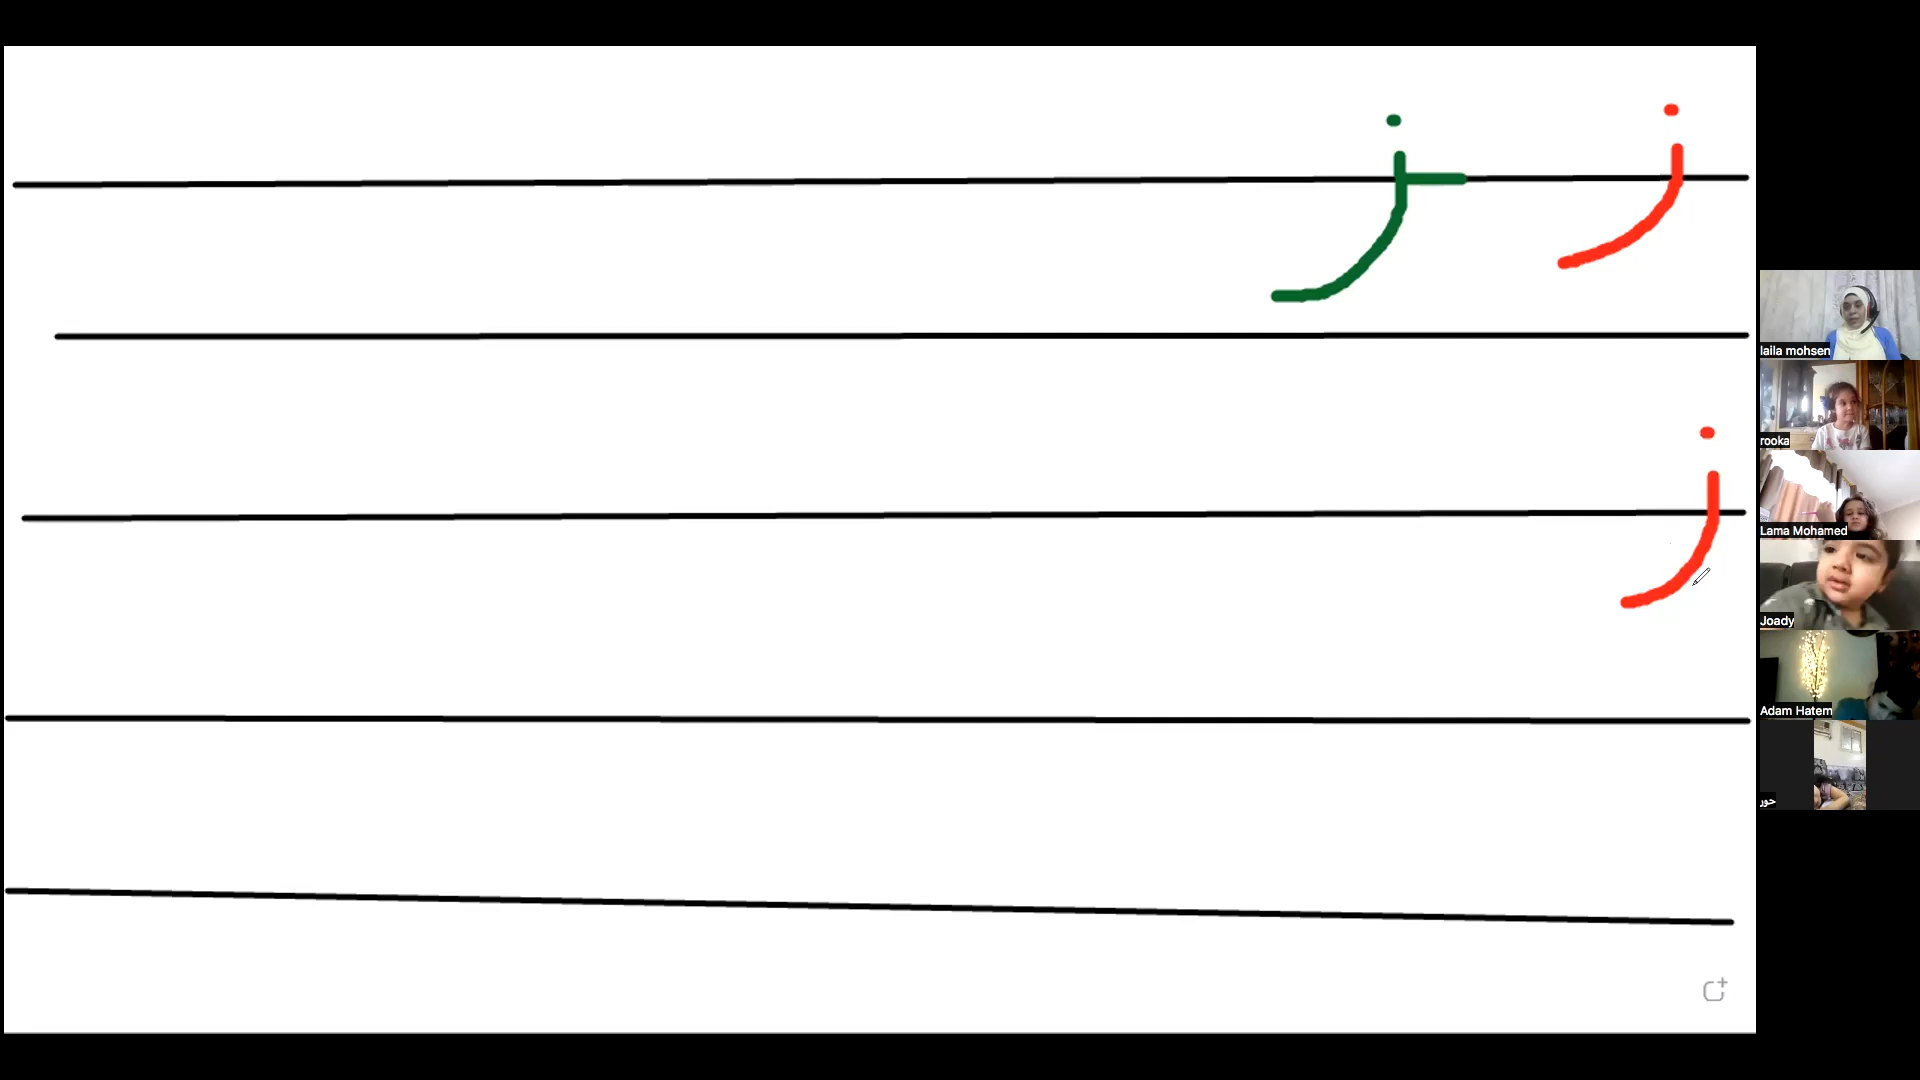 ز ـز
ز
laila mohsen
rooka
Lama Mohamed
Joady
Adam Hatem
حور